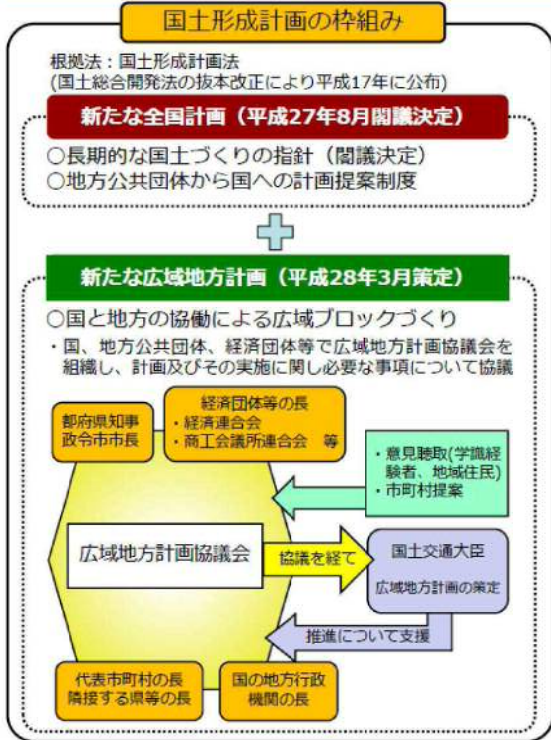 国土形成計画の枠組み
根拠法：国土形成計画法
(国土総合開発法の抜本改正により平成17年に公布)
新たな全国計画（平成27年8月閣議決定）
○長期的な国土づくりの指針（閣議決定）
○地方公共団体から国への計画提案制度
新たな広域地方計画（平成28年3月策定）
○国と地方の協働による広域ブロックづくり
・国、地方公共団体、経済団体等で広域地方計画協議会を
組織し、計画及びその実施に関し必要な事項について協議
都府県知事
政令市市長
経済団体等の長
・経済連合会
・商工会議所連合会　等
・意見聴取(学識経
験者、地域住民)
・市町村提案
広域地方計画協議会
協議を経て
国土交通大臣
広域地方計画の策定
推進について支援
代表市町村の長
隣接する県等の長
国の地方行政
機関の長